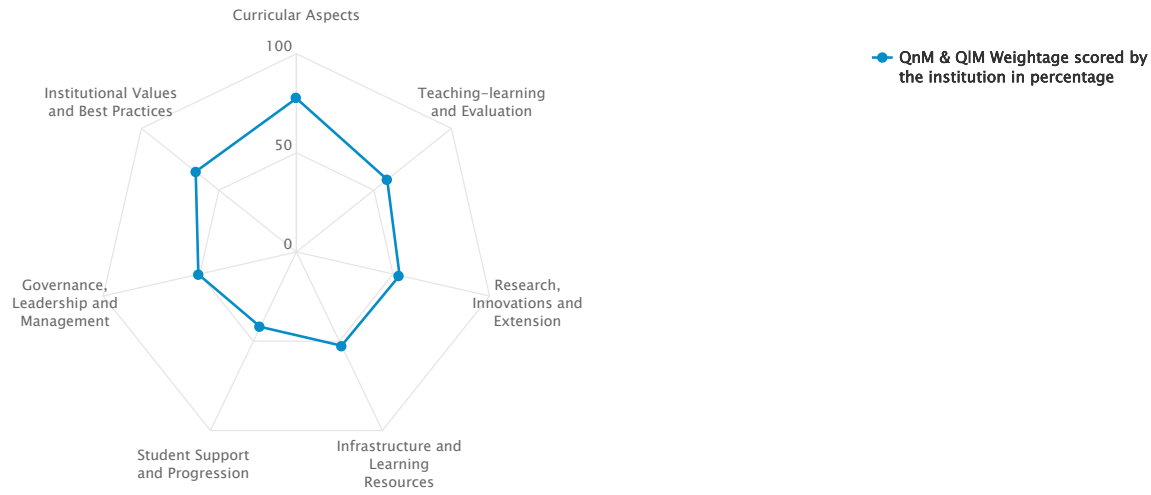 Curricular Aspects
100
50
0
Teaching-learning
and Evaluation
Research,
Innovations and
Extension
Infrastructure and
Learning
Resources
Student Support
and Progression
Governance,
Leadership and
Management
Institutional Values
and Best Practices
QnM & QlM Weightage scored by
the institution in percentage